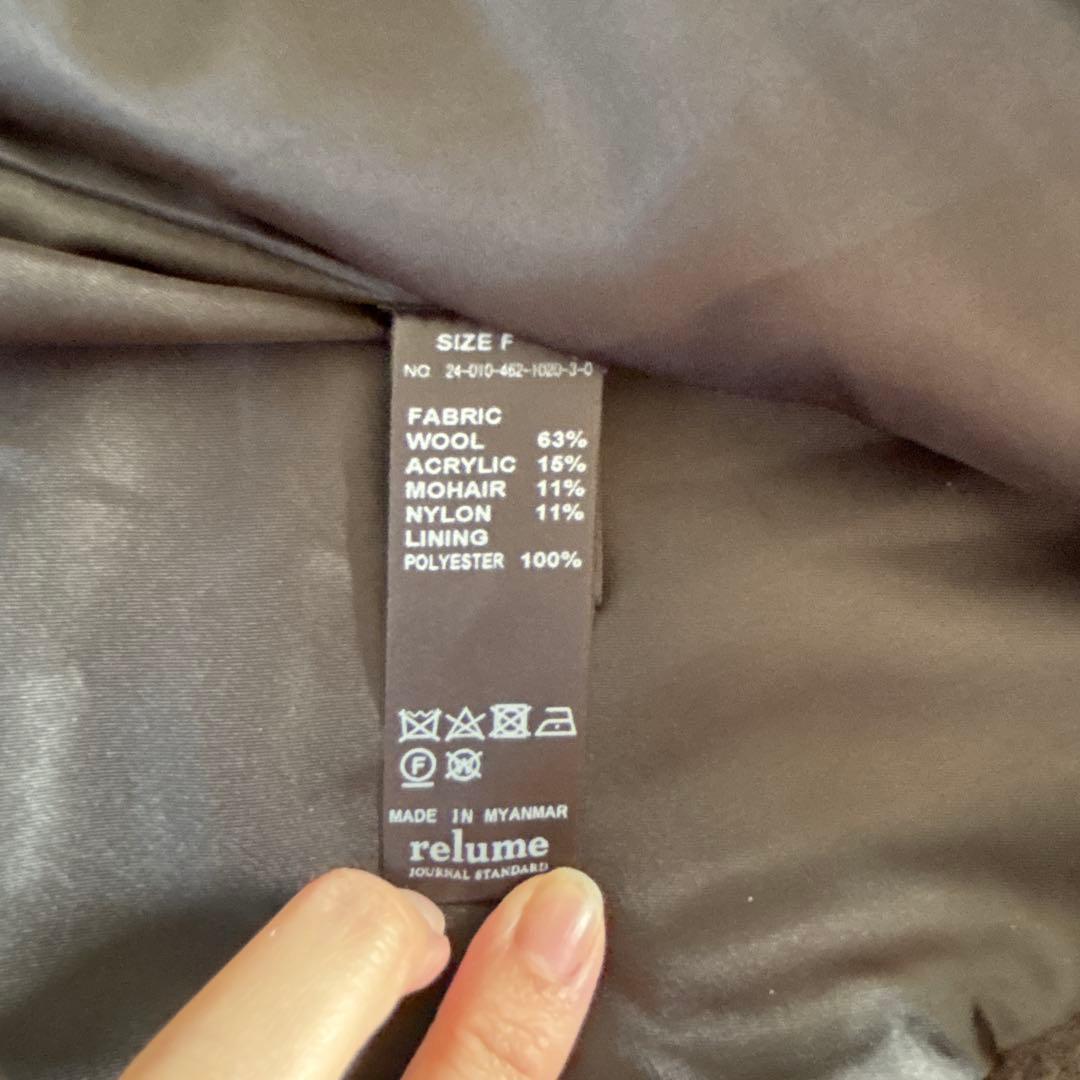 SIZE F
NO. 24-010-462-1020-3-0
FABRIC
WOOL 63%
ACRYLIC 15%
MOHAIR 11%
NYLON 11%
LINING
POLYESTER 100%
F W
MADE IN MYANMAR
relume
JOURNAL STANDARD